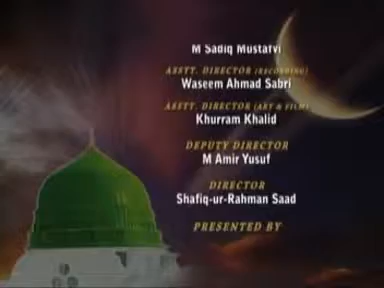 M Sadiq Mustafvi
ASSTT. DIRECTOR (RECORDING)
Waseem Ahmad Sabri
ASSTT. DIRECTOR (ART & FILM)
Khurram Khalid
DEPUTY DIRECTOR
M Amir Yusuf
DIRECTOR
Shafiq-ur-Rahman Saad
PRESENTED BY